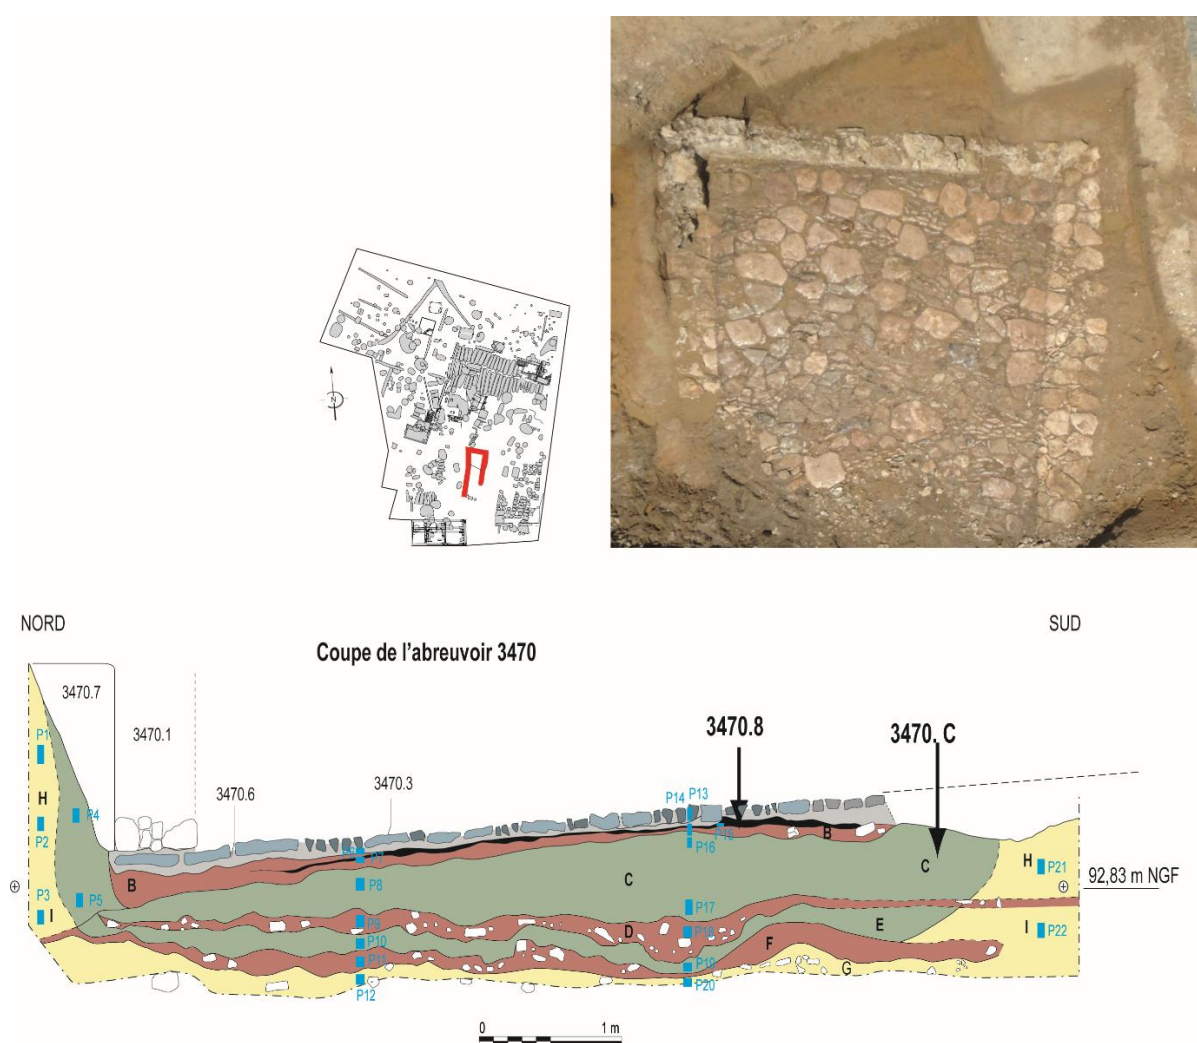 NORD
SUD
Coupe de l’abreuvoir 3470
3470.7
3470.1
3470.6
3470.3
3470.8
3470. C
P1
H
P2
P3
I
P4
P5
B
P7
P8
P9
P10
P11
P12
C
D
P14
P13
P15
P16
P17
P18
P19
P20
B
C
E
F
G
H
P21
92,83 m NGF
I
P22
0
1 m